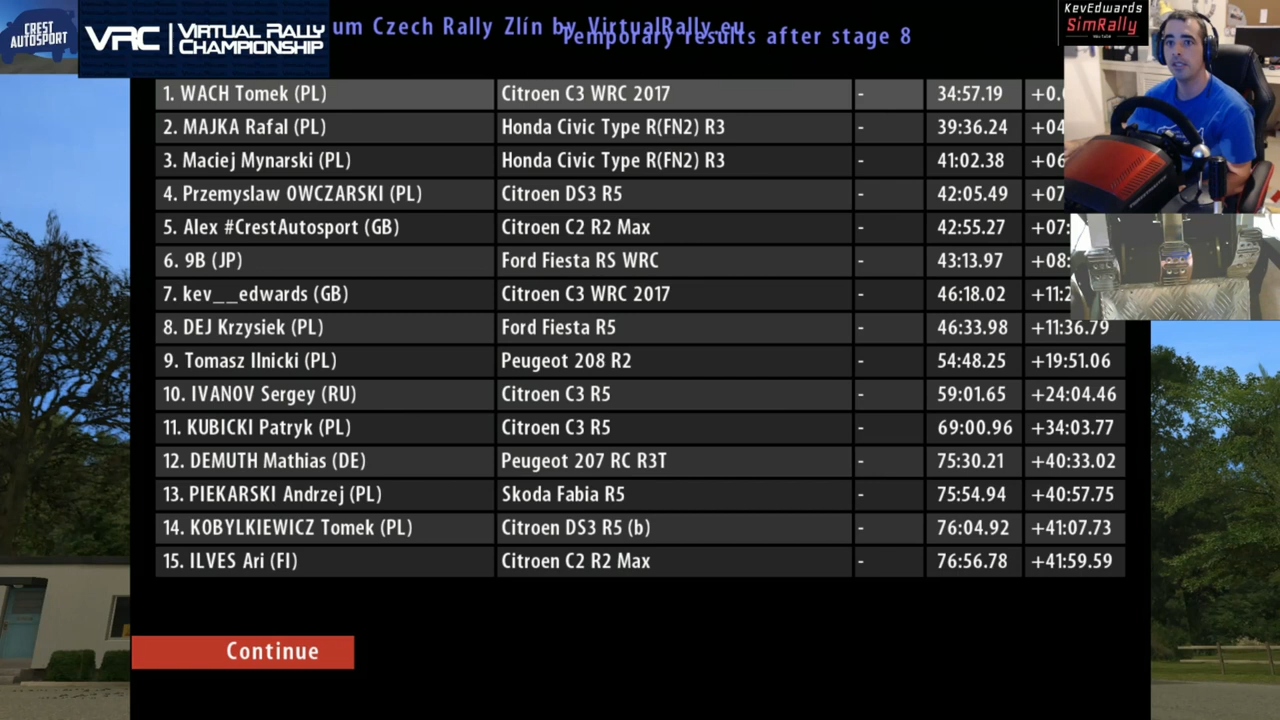 CREST
AUTOSPORT
VRC | VIRTUAL RALLY
CHAMPIONSHIP
um Czech Rally Zlín by VirtualRally.eu
Temporary results after stage 8
KevEdwards
SimRally
1. WACH Tomek (PL) Citroen C3 WRC 2017 - 34:57.19 +0.
2. MAJKA Rafal (PL) Honda Civic Type R(FN2) R3 - 39:36.24 +04
3. Maciej Mynarski (PL) Honda Civic Type R(FN2) R3 - 41:02.38 +06
4. Przemyslaw OWCZARSKI (PL) Citroen DS3 R5 - 42:05.49 +07
5. Alex #CrestAutosport (GB) Citroen C2 R2 Max - 42:55.27 +07:
6. 9B (JP) Ford Fiesta RS WRC - 43:13.97 +08:
7. kev__edwards (GB) Citroen C3 WRC 2017 - 46:18.02 +11:2
8. DEJ Krzysiek (PL) Ford Fiesta R5 - 46:33.98 +11:36.79
9. Tomasz Ilnicki (PL) Peugeot 208 R2 - 54:48.25 +19:51.06
10. IVANOV Sergey (RU) Citroen C3 R5 - 59:01.65 +24:04.46
11. KUBICKI Patryk (PL) Citroen C3 R5 - 69:00.96 +34:03.77
12. DEMUTH Mathias (DE) Peugeot 207 RC R3T - 75:30.21 +40:33.02
13. PIEKARSKI Andrzej (PL) Skoda Fabia R5 - 75:54.94 +40:57.75
14. KOBYLKIEWICZ Tomek (PL) Citroen DS3 R5 (b) - 76:04.92 +41:07.73
15. ILVES Ari (FI) Citroen C2 R2 Max - 76:56.78 +41:59.59
Continue